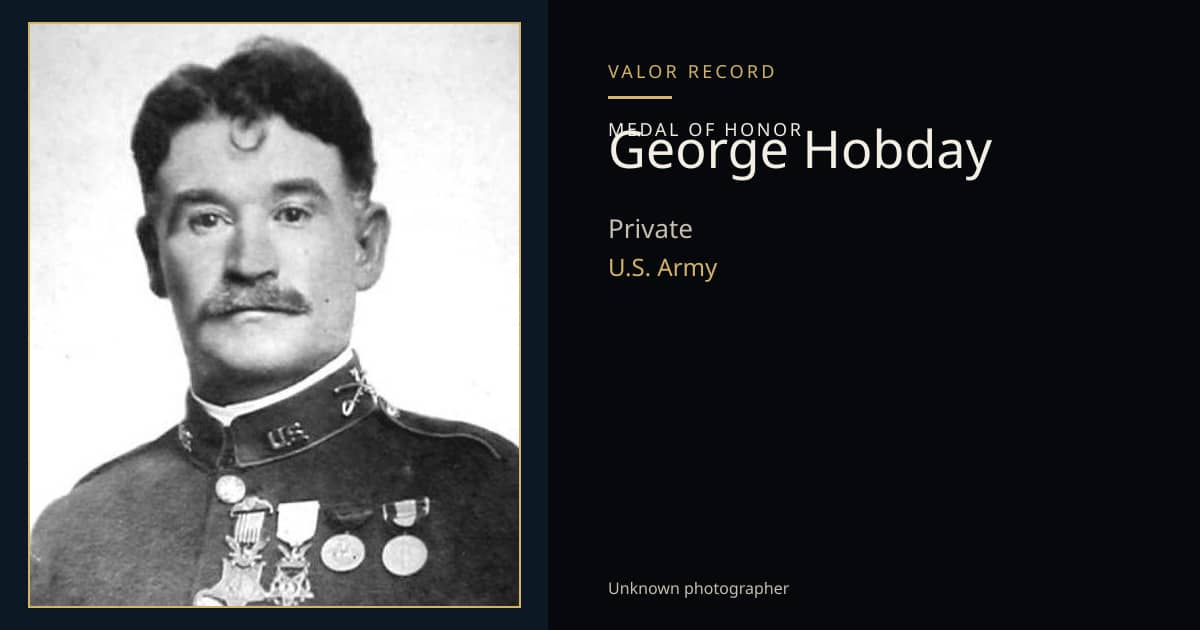 VALOR RECORD
MEDAL OF HONOR
George Hobday
Private
U.S. Army
Unknown photographer
U.S.